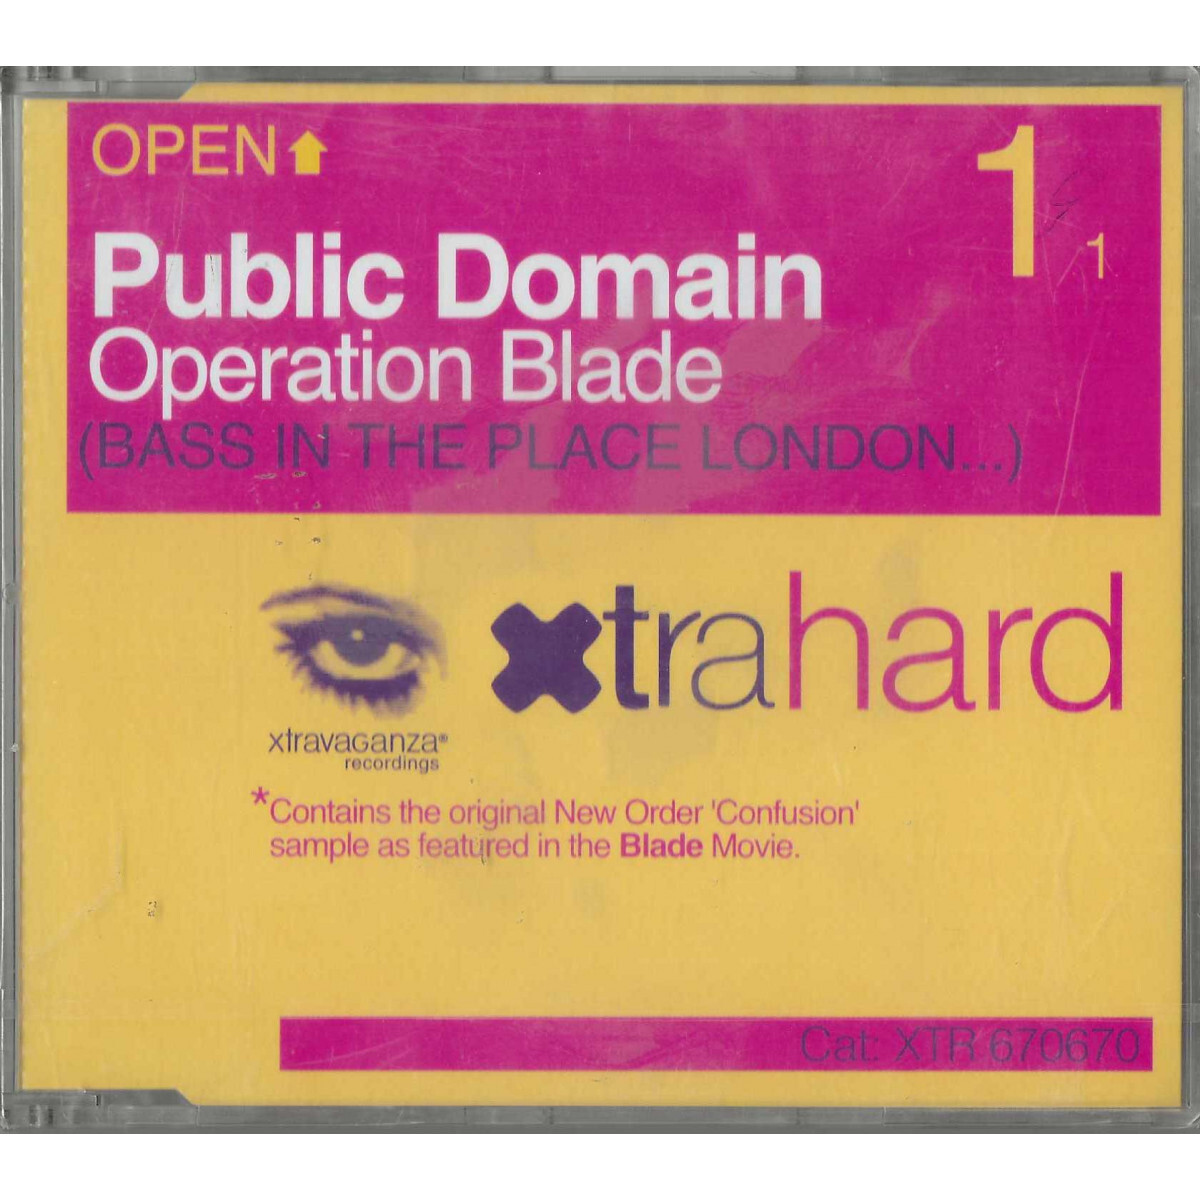 OPEN
1
1
Public Domain
Operation Blade
(BASS IN THE PLACE LONDON...)
xtrahard
xtravaganza®
recordings
*Contains the original New Order 'Confusion'
sample as featured in the Blade Movie.
Cat: XTR 670670